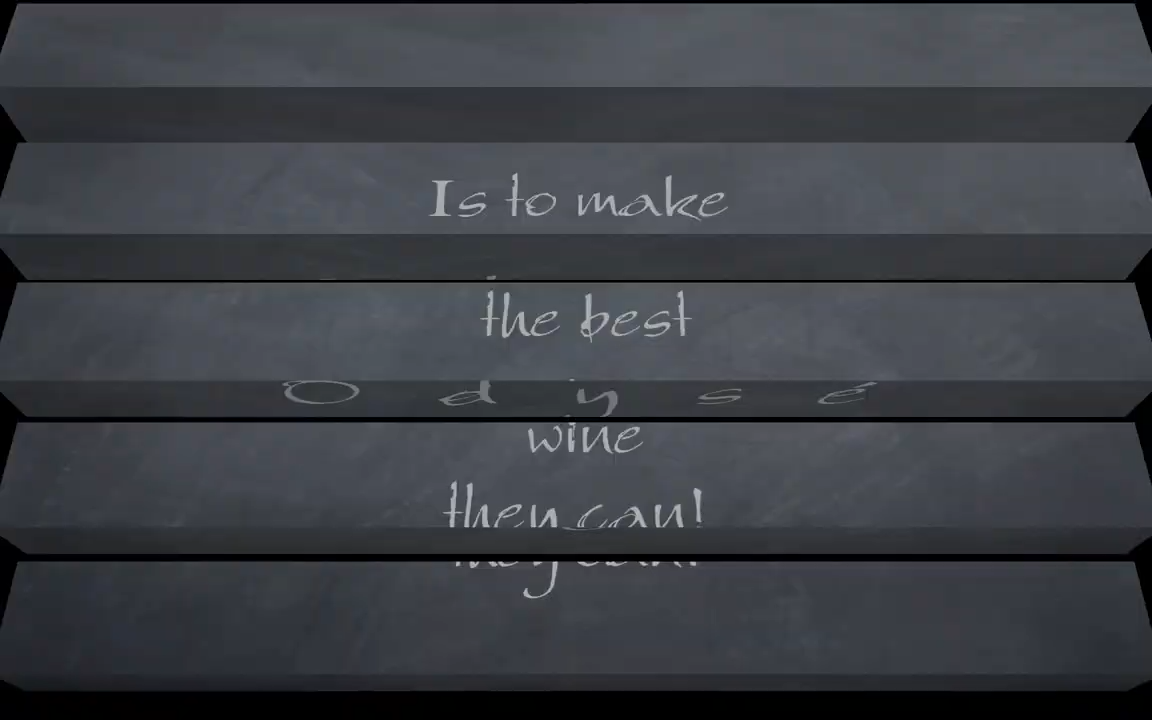 Is to make
the best
O d y s é
wine
they can!